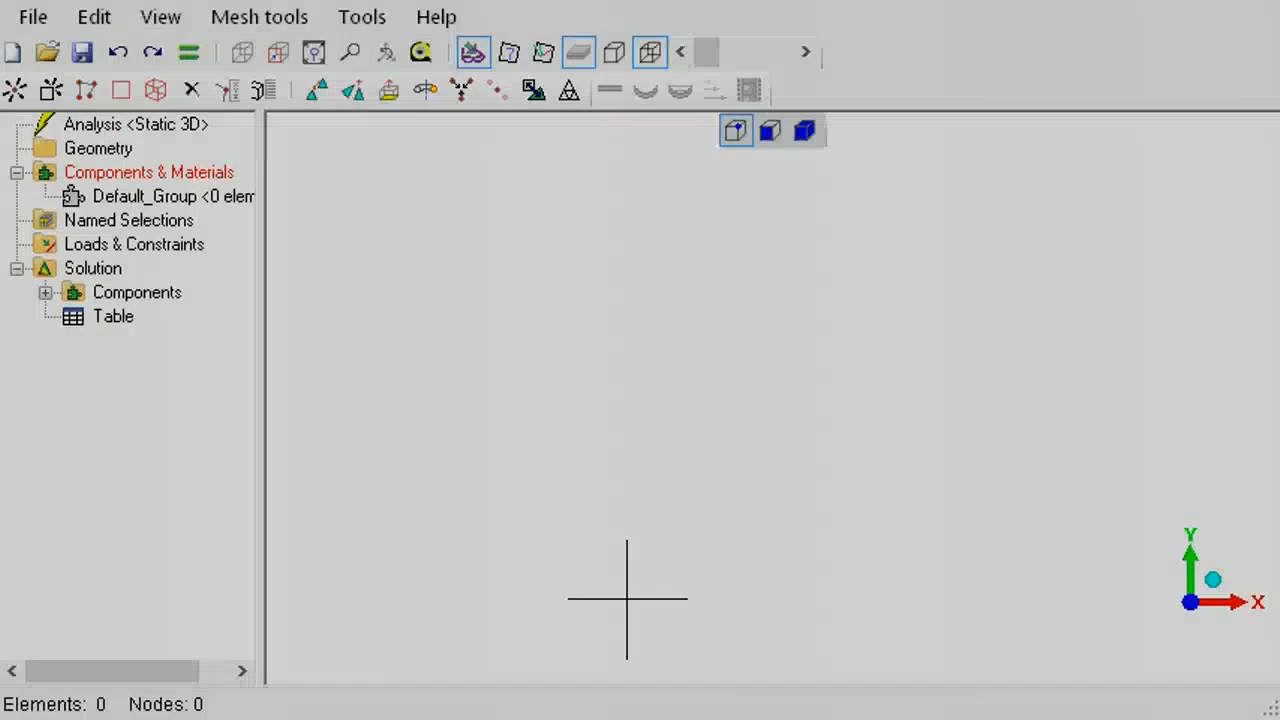 File Edit View Mesh tools Tools Help
Analysis <Static 3D>
Geometry
Components & Materials
Default_Group <0 elem
Named Selections
Loads & Constraints
Solution
Components
Table
Y
X
Elements: 0 Nodes: 0